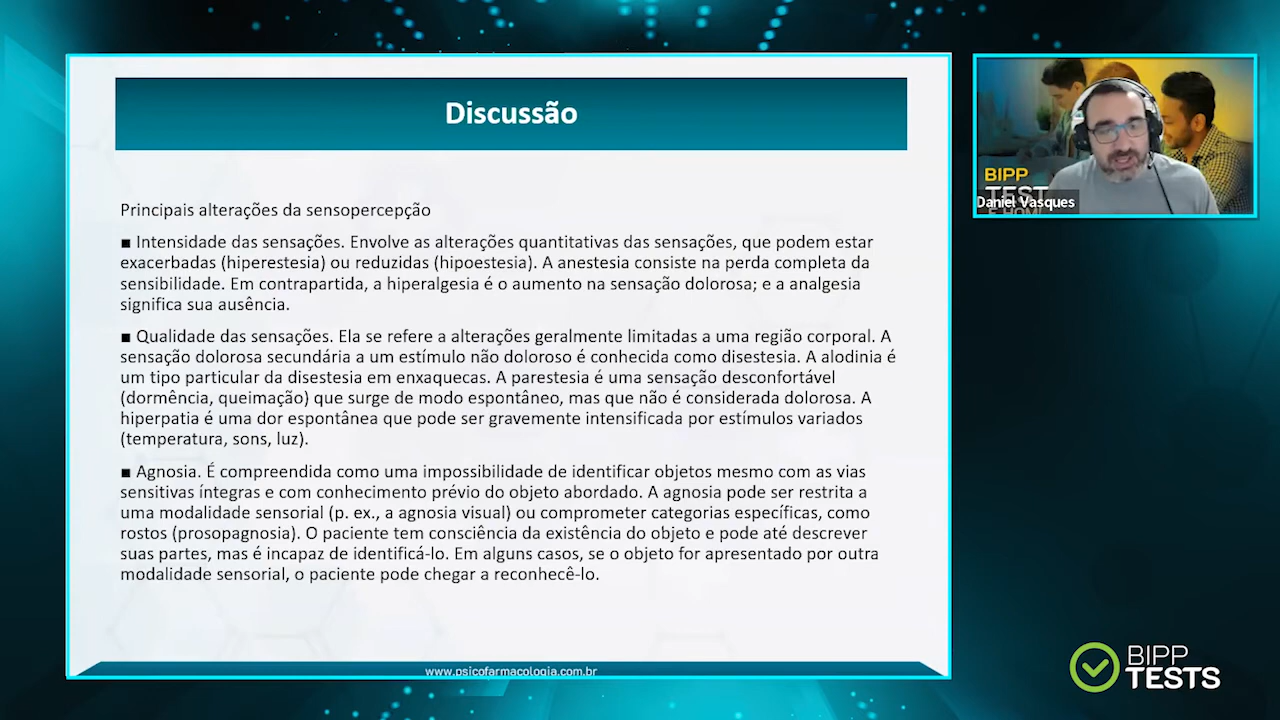 Discussão
Principais alterações da sensopercepção
■ Intensidade das sensações. Envolve as alterações quantitativas das sensações, que podem estar
exacerbadas (hiperestesia) ou reduzidas (hipoestesia). A anestesia consiste na perda completa da
sensibilidade. Em contrapartida, a hiperalgesia é o aumento na sensação dolorosa; e a analgesia
significa sua ausência.
■ Qualidade das sensações. Ela se refere a alterações geralmente limitadas a uma região corporal. A
sensação dolorosa secundária a um estímulo não doloroso é conhecida como disestesia. A alodinia é
um tipo particular da disestesia em enxaquecas. A parestesia é uma sensação desconfortável
(dormência, queimação) que surge de modo espontâneo, mas que não é considerada dolorosa. A
hiperpatia é uma dor espontânea que pode ser gravemente intensificada por estímulos variados
(temperatura, sons, luz).
■ Agnosia. É compreendida como uma impossibilidade de identificar objetos mesmo com as vias
sensitivas íntegras e com conhecimento prévio do objeto abordado. A agnosia pode ser restrita a
uma modalidade sensorial (p. ex., a agnosia visual) ou comprometer categorias específicas, como
rostos (prosopagnosia). O paciente tem consciência da existência do objeto e pode até descrever
suas partes, mas é incapaz de identificá-lo. Em alguns casos, se o objeto for apresentado por outra
modalidade sensorial, o paciente pode chegar a reconhecê-lo.
www.psicofarmacologia.com.br
BIPP
TEST
Daniel Vasques
BIPP
TESTS